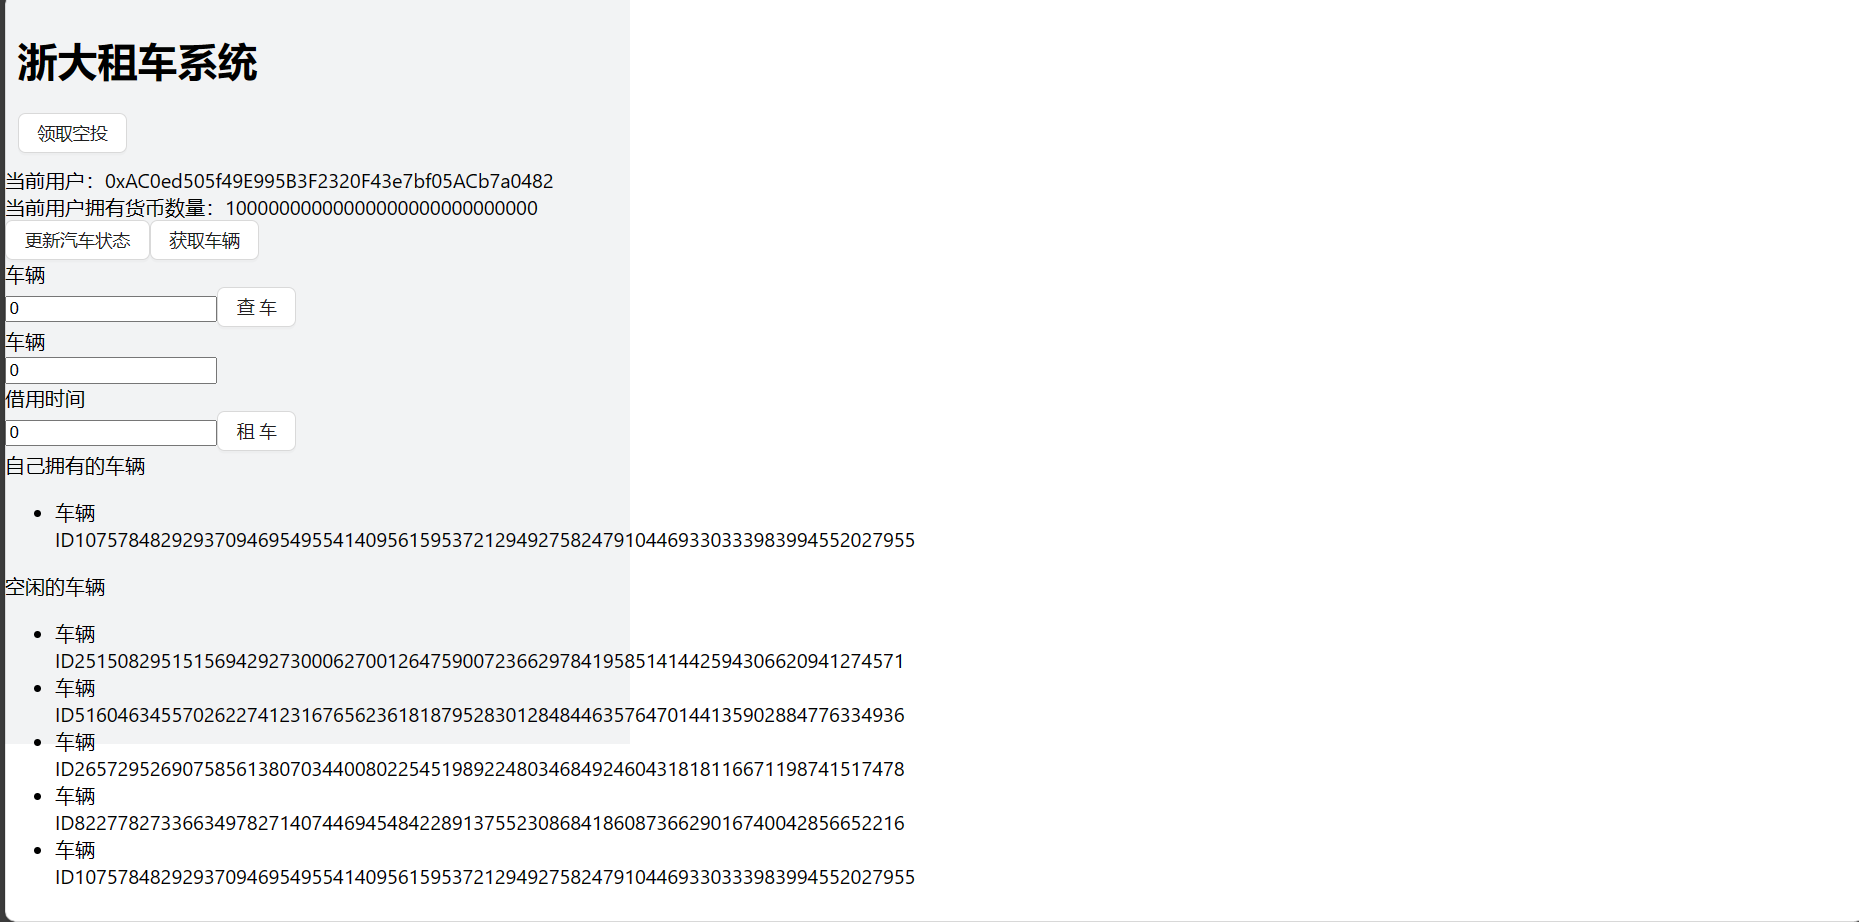 浙大租车系统
领取空投
当前用户：0xAC0ed505f49E995B3F2320F43e7bf05ACb7a0482
当前用户拥有货币数量：10000000000000000000000000000
更新汽车状态 获取车辆
车辆
0 查 车
车辆
0
借用时间
0 租 车
自己拥有的车辆
车辆
ID107578482929370946954955414095615953721294927582479104469330333983994552027955
空闲的车辆
车辆
ID25150829515156942927300062700126475900723662978419585141442594306620941274571
车辆
ID51604634557026227412316765623618187952830128484463576470144135902884776334936
车辆
ID26572952690758561380703440080225451989224803468492460431818116671198741517478
车辆
ID82277827336634978271407446945484228913755230868418608736629016740042856652216
车辆
ID107578482929370946954955414095615953721294927582479104469330333983994552027955